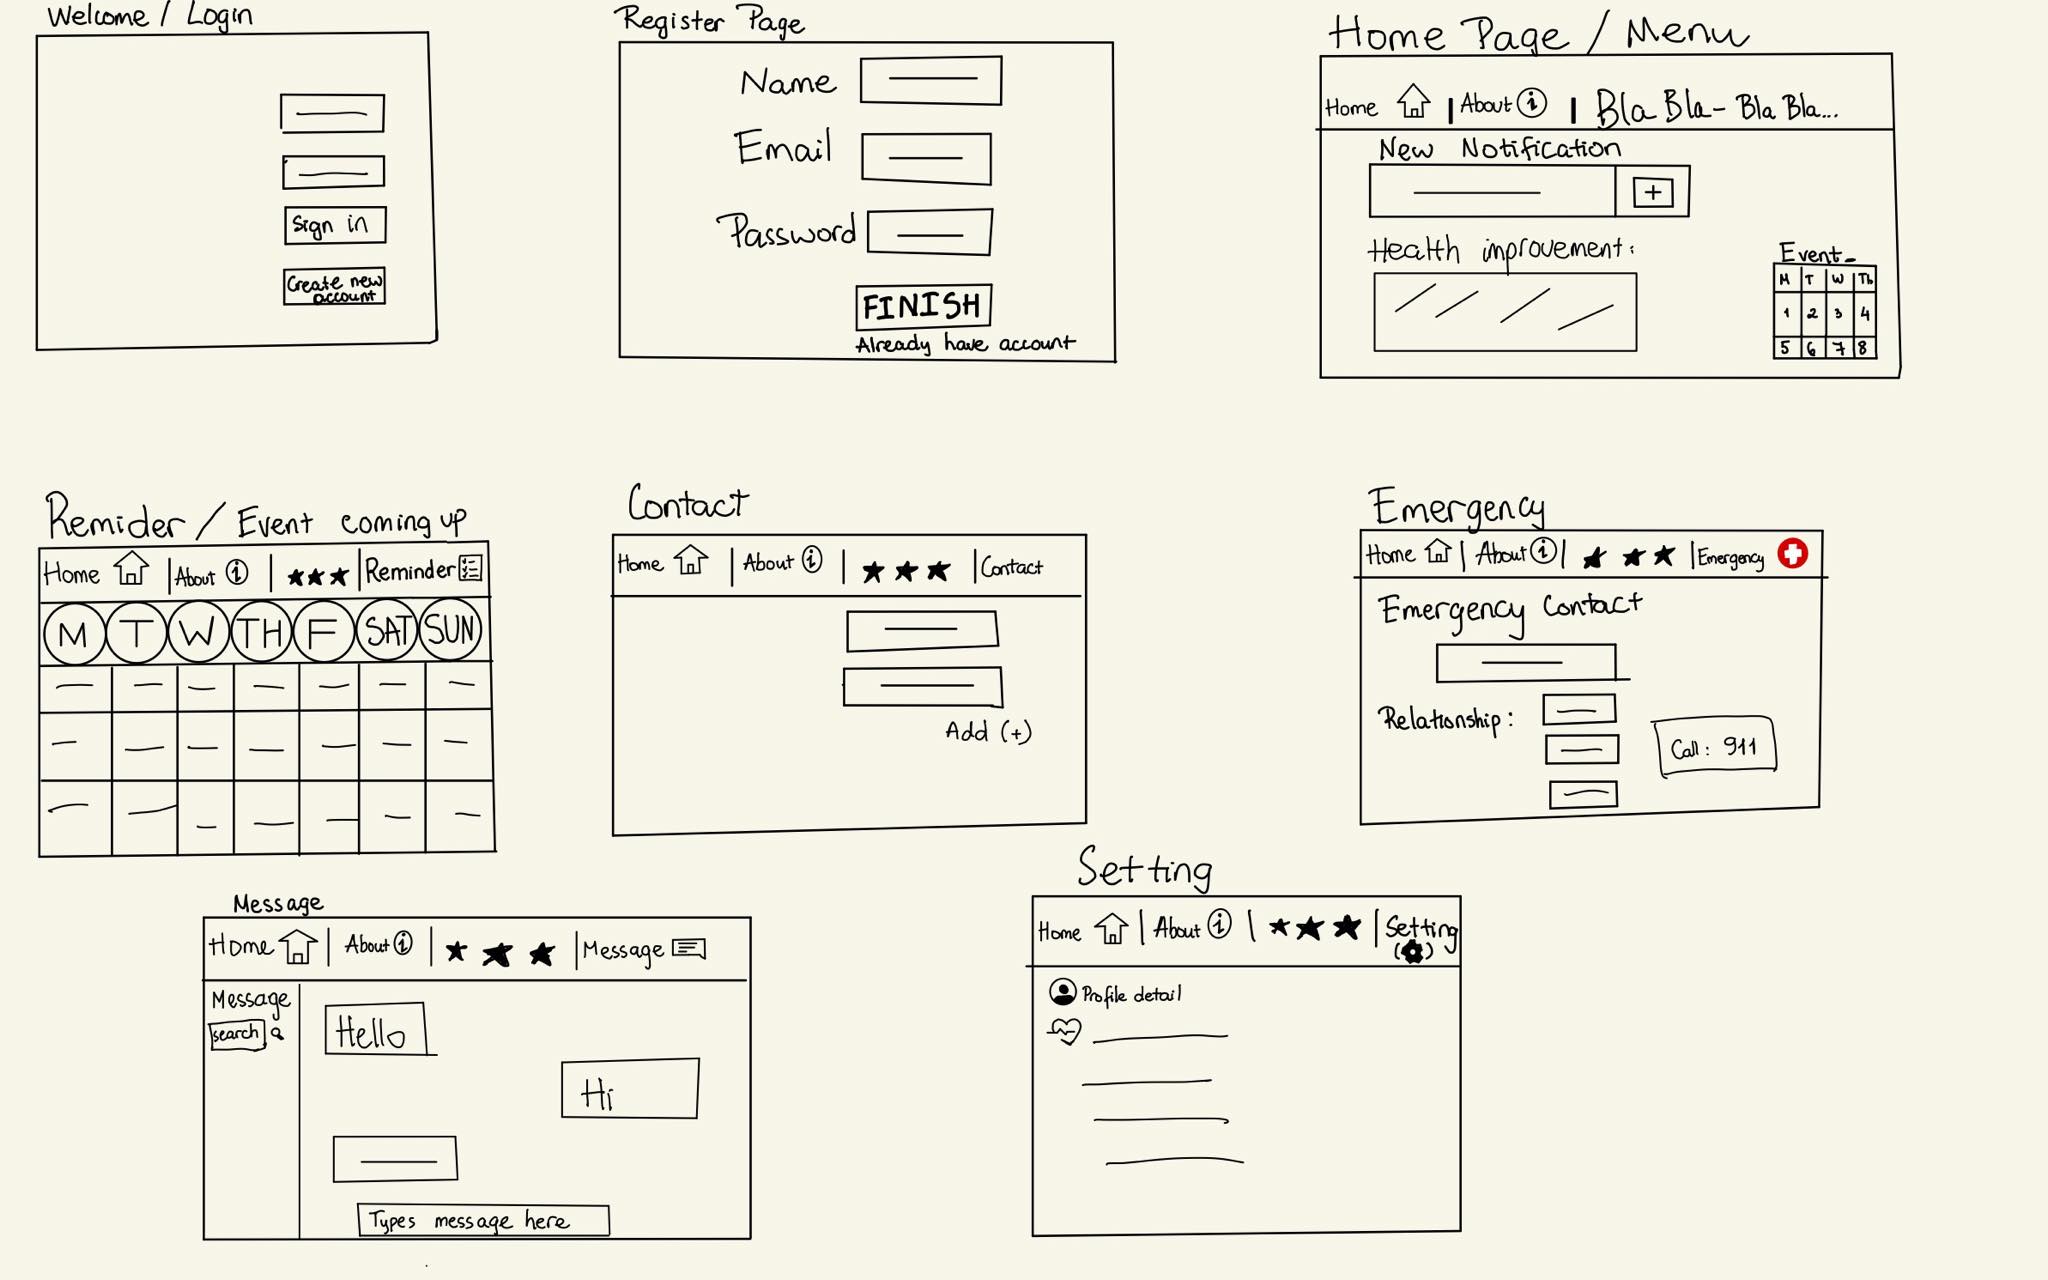 Welcome / Login
Sign in
Create new
account
Register Page
Name
Email
Password
FINISH
Already have account
Home Page / Menu
Home | About i | Bla Bla - Bla Bla...
New Notification
+
Health improvement:
Event
M T W Th
1 2 3 4
5 6 7 8
Remider / Event coming up
Home | About i | ★★★ | Reminder
M T W TH F SAT SUN
Contact
Home | About i | ★ ★ ★ | Contact
Add (+)
Emergency
Home | About i | ★ ★ ★ | Emergency
Emergency Contact
Relationship:
Call: 911
Message
Home | About i | ★ ★ ★ | Message
Message
search
Hello
Hi
Types message here
Setting
Home | About i | ★ ★ ★ | Setting
Profile detail